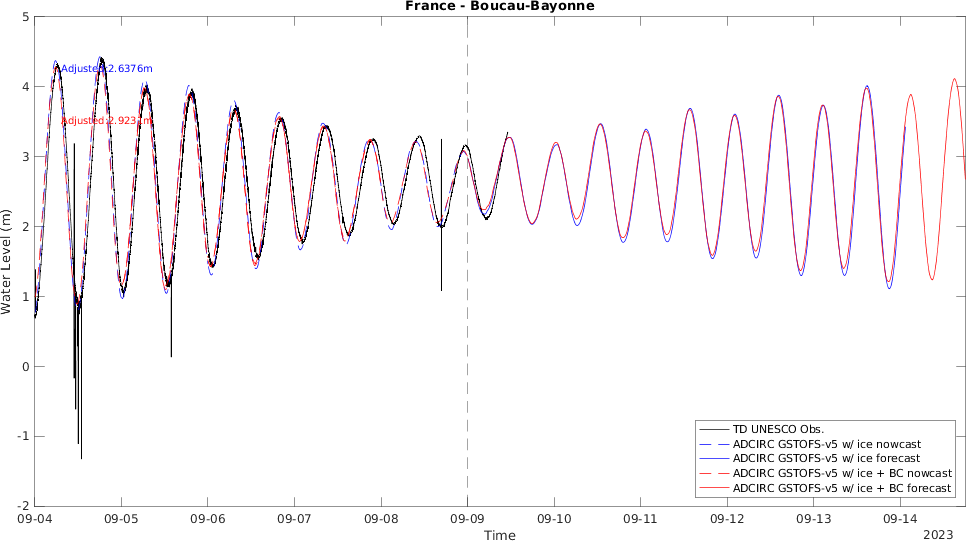 France - Boucau-Bayonne
5
4
3
2
1
0
-1
-2
Water Level (m)
Adjusted:2.6376m
TD UNESCO Obs.
ADCIRC GSTOFS-v5 w/ ice nowcast
ADCIRC GSTOFS-v5 w/ ice forecast
ADCIRC GSTOFS-v5 w/ ice + BC nowcast
ADCIRC GSTOFS-v5 w/ ice + BC forecast
09-04 09-05 09-06 09-07 09-08 09-09 09-10 09-11 09-12 09-13 09-14
Time
2023